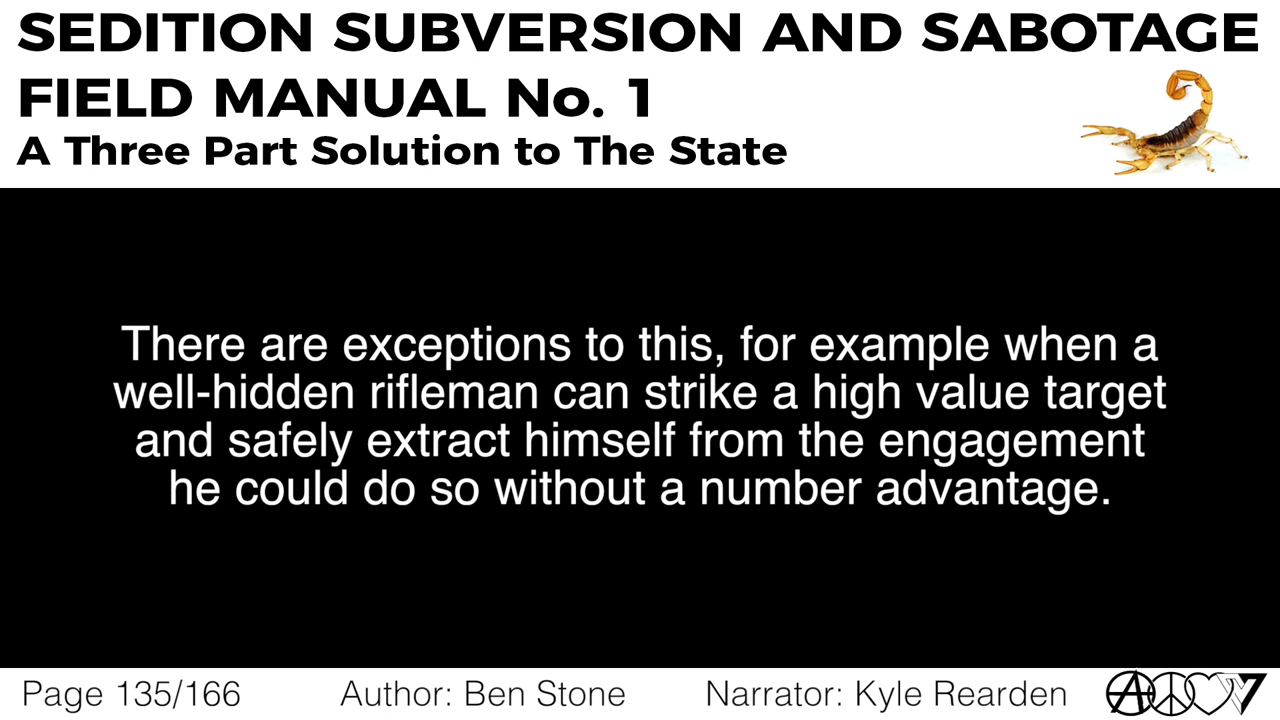 SEDITION SUBVERSION AND SABOTAGE
FIELD MANUAL No. 1
A Three Part Solution to The State
There are exceptions to this, for example when a
well-hidden rifleman can strike a high value target
and safely extract himself from the engagement
he could do so without a number advantage.
Page 135/166
Author: Ben Stone
Narrator: Kyle Rearden